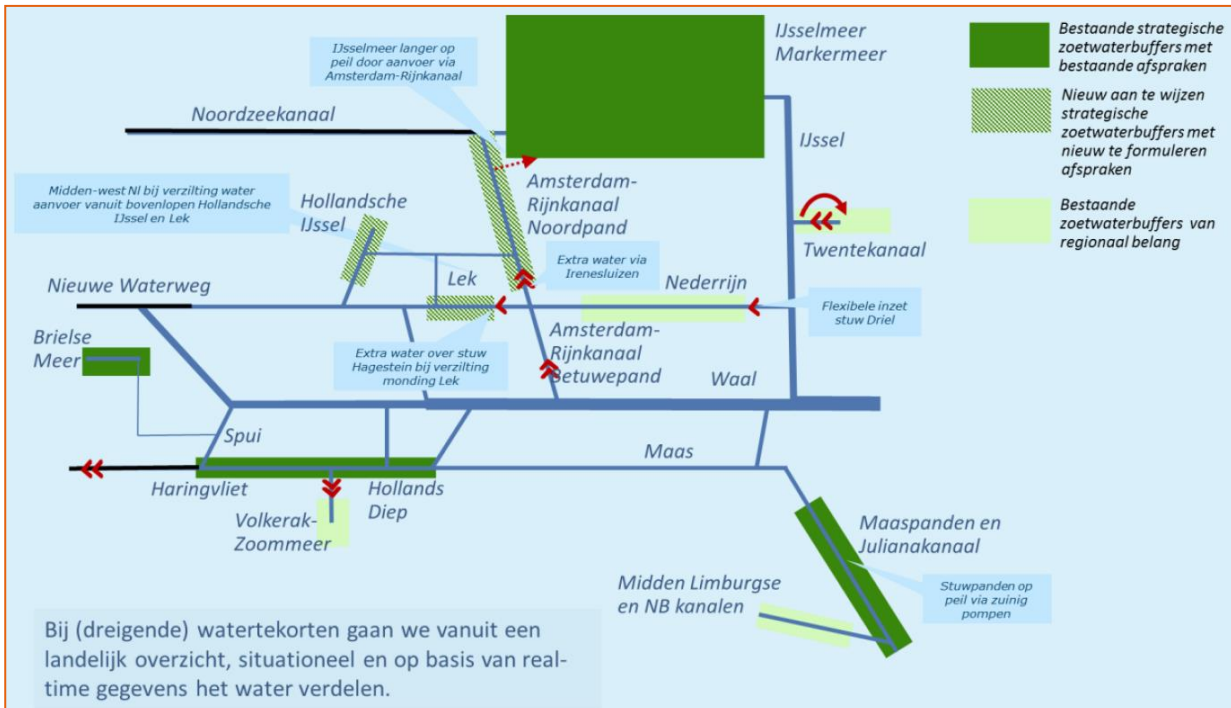 IJsselmeer langer op
peil door aanvoer via
Amsterdam-Rijnkanaal
IJsselmeer
Markermeer
Bestaande strategische
zoetwaterbuffers met
bestaande afspraken
Noordzeekanaal
Nieuw aan te wijzen
strategische
zoetwaterbuffers met
nieuw te formuleren
afspraken
IJssel
Midden-west Nl bij verzilting water
aanvoer vanuit bovenlopen Hollandsche
IJssel en Lek
Hollandsche
IJssel
Amsterdam-
Rijnkanaal
Noordpand
Bestaande
zoetwaterbuffers van
regionaal belang
Twentekanaal
Extra water via
Irenesluizen
Lek
Nederrijn
Nieuwe Waterweg
Flexibele inzet
stuw Driel
Brielse
Meer
Extra water over stuw
Hagestein bij verzilting
monding Lek
Amsterdam-
Rijnkanaal
Betuwepand
Waal
Spui
Maas
Haringvliet
Hollands
Diep
Volkerak-
Zoommeer
Maaspanden en
Julianakanaal
Midden Limburgse
en NB kanalen
Stuwpanden op
peil via zuinig
pompen
Bij (dreigende) watertekorten gaan we vanuit een
landelijk overzicht, situationeel en op basis van real-
time gegevens het water verdelen.